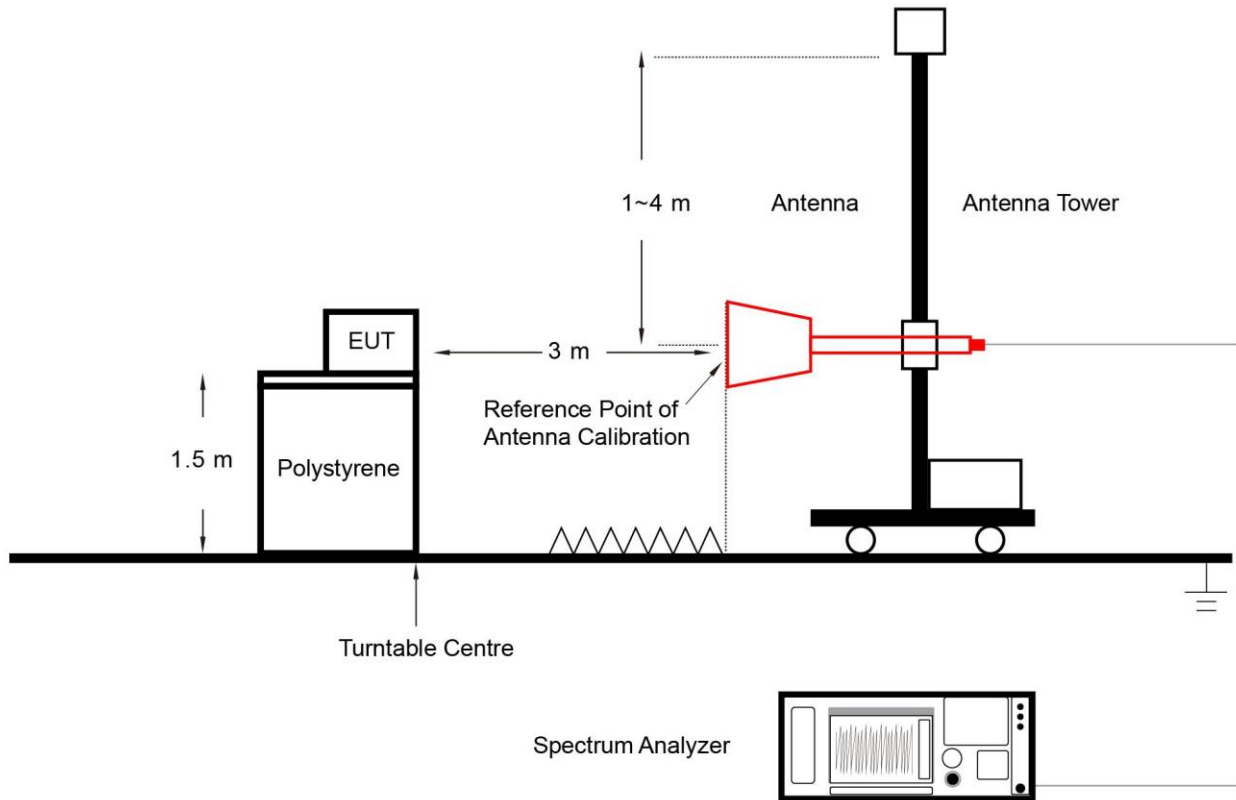 1~4 m
Antenna
Antenna Tower
EUT
3 m
Reference Point of
Antenna Calibration
1.5 m
Polystyrene
Turntable Centre
Spectrum Analyzer